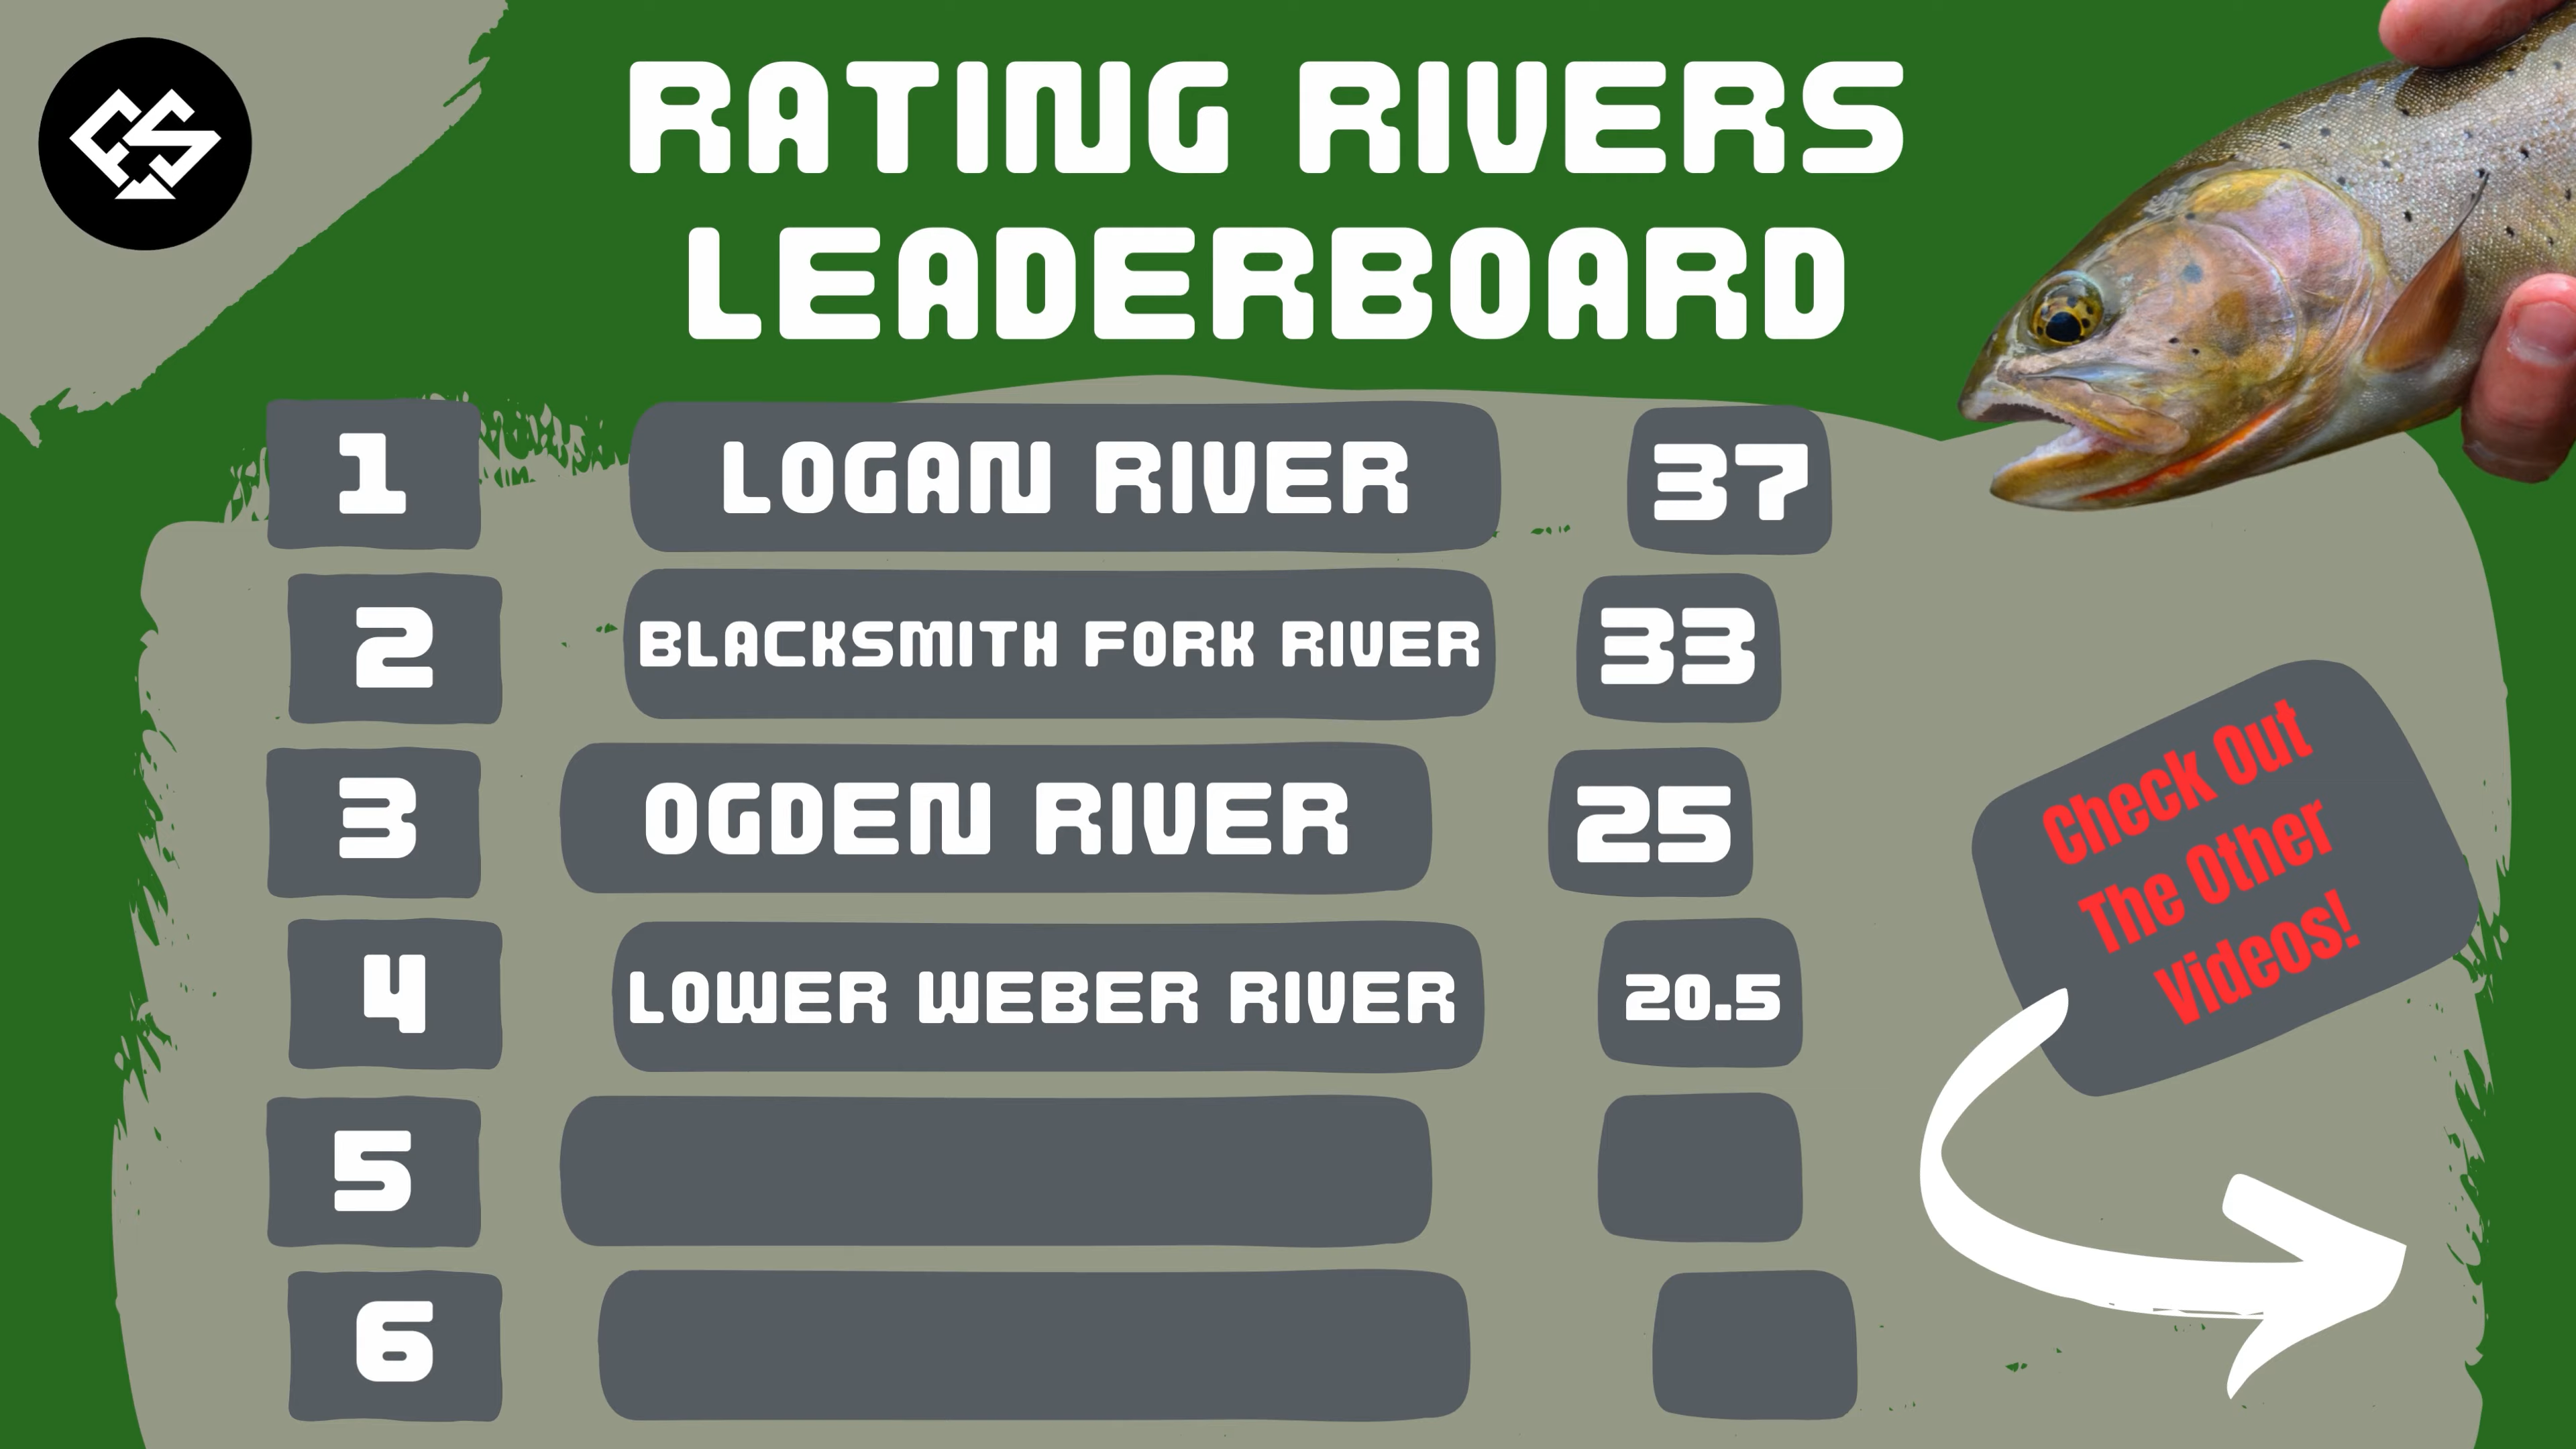 RATING RIVERS
LEADERBOARD
1 LOGAN RIVER 37
2 BLACKSMITH FORK RIVER 33
3 OGDEN RIVER 25
4 LOWER WEBER RIVER 20.5
5
6
Check Out
The Other
Videos!